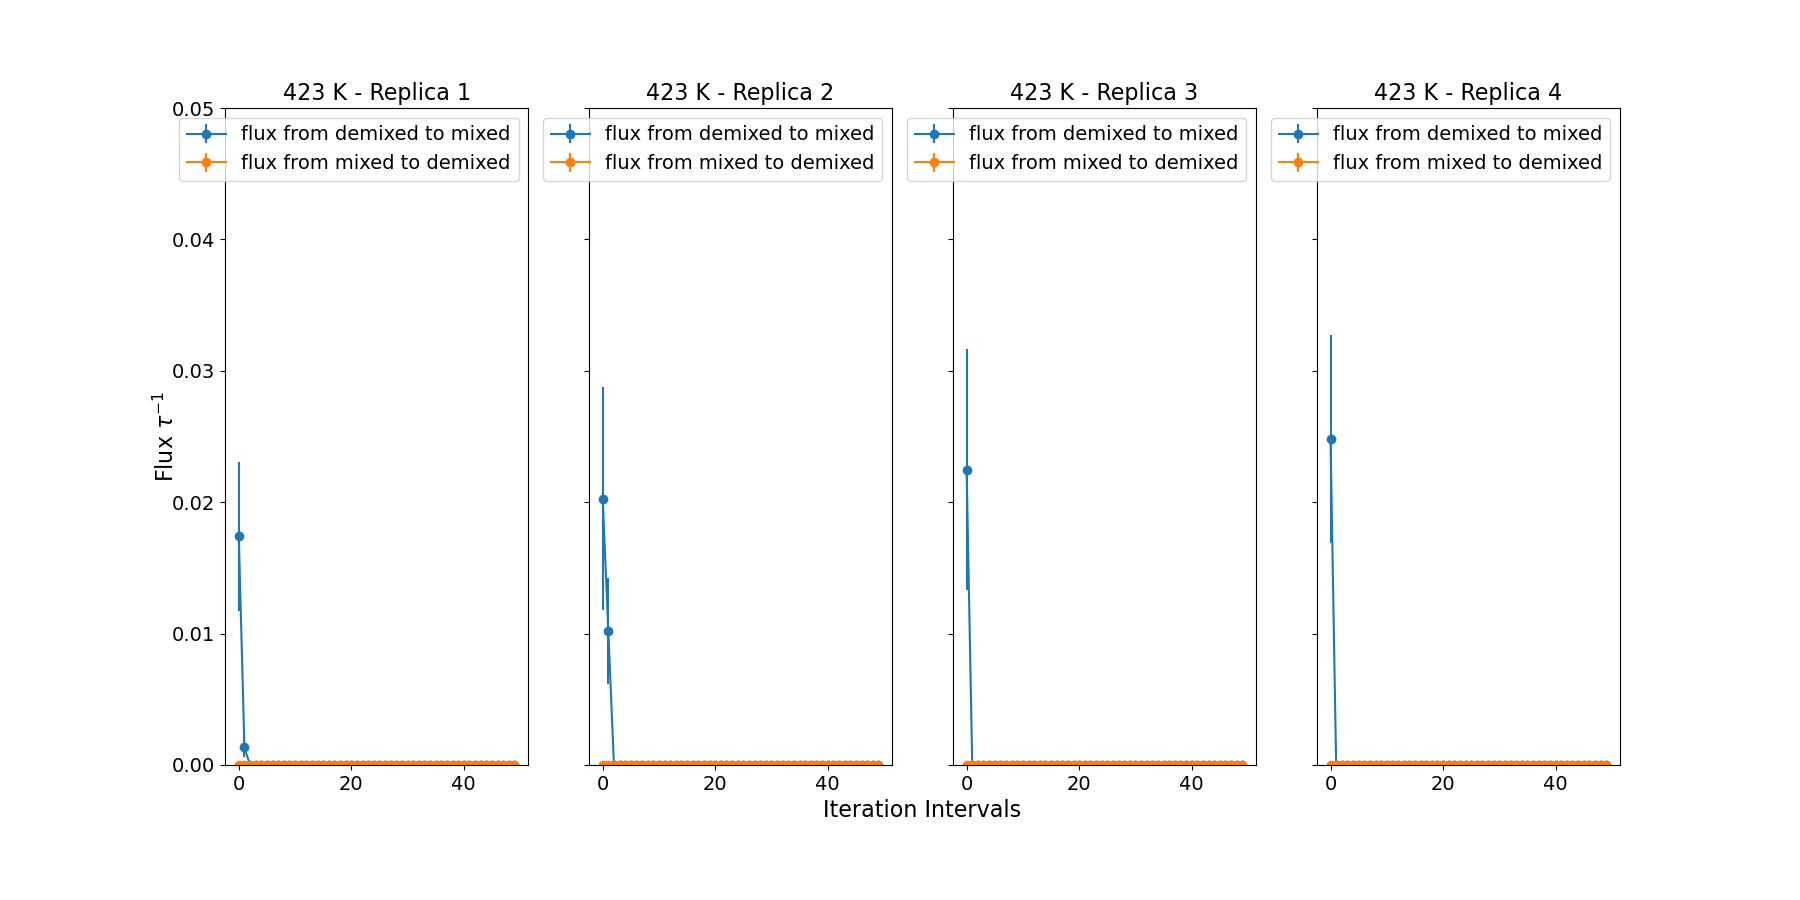 423 K - Replica 1
423 K - Replica 2
423 K - Replica 3
423 K - Replica 4
flux from demixed to mixed
flux from mixed to demixed
flux from demixed to mixed
flux from mixed to demixed
flux from demixed to mixed
flux from mixed to demixed
flux from demixed to mixed
flux from mixed to demixed
0.05
0.04
0.03
0.02
0.01
0.00
Flux τ⁻¹
0 20 40
0 20 40
0 20 40
0 20 40
Iteration Intervals